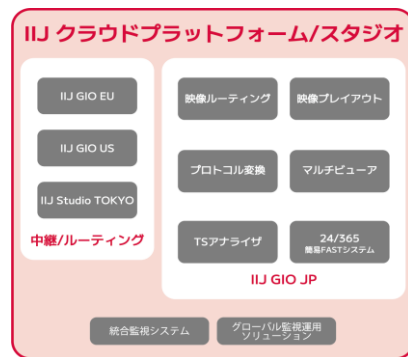 IIJ クラウドプラットフォーム/スタジオ
IIJ GIO EU
IIJ GIO US
IIJ Studio TOKYO
中継/ルーティング
映像ルーティング
映像プレイアウト
プロトコル変換
マルチビューア
TSアナライザ
24/365
簡易FASTシステム
IIJ GIO JP
統合監視システム
グローバル監視運用
ソリューション